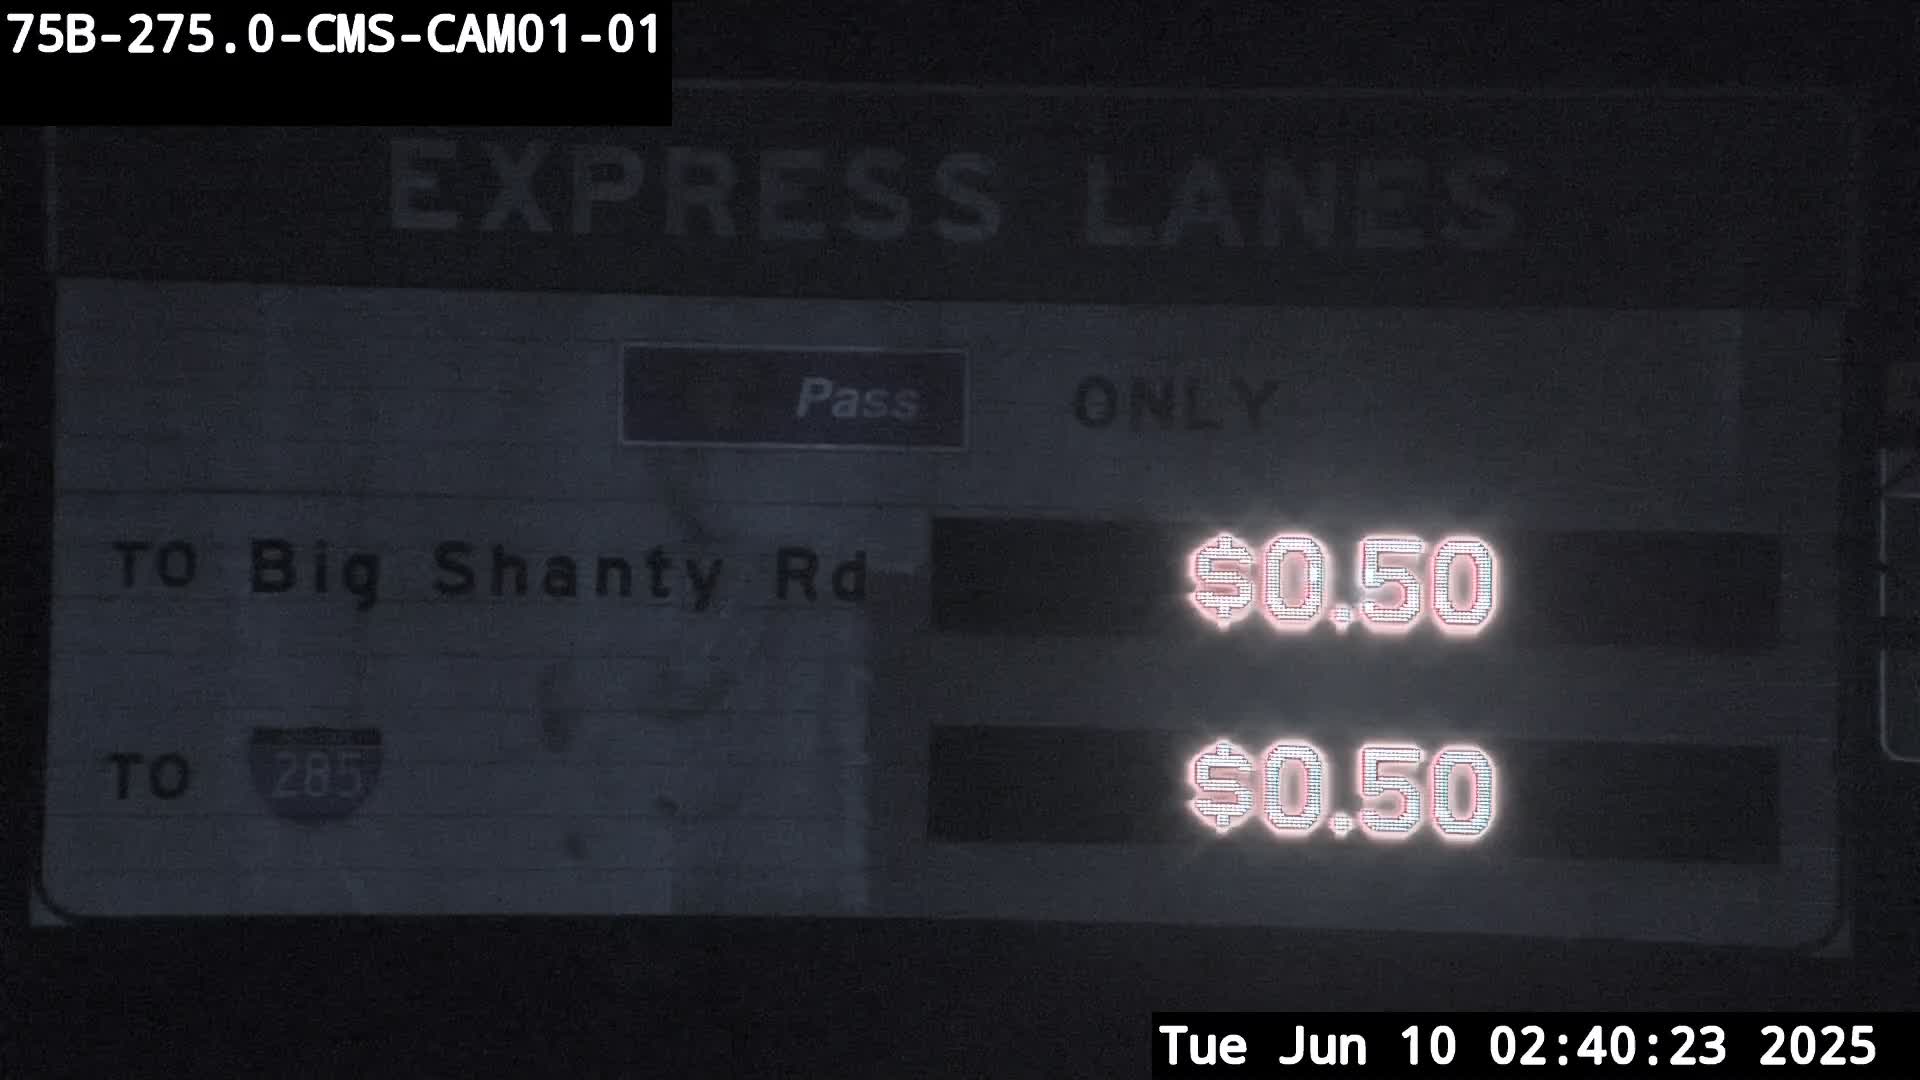 75B-275.0-CMS-CAM01-01
EXPRESS LANES
Pass ONLY
TO Big Shanty Rd $0.50
TO 285 $0.50
Tue Jun 10 02:40:23 2025